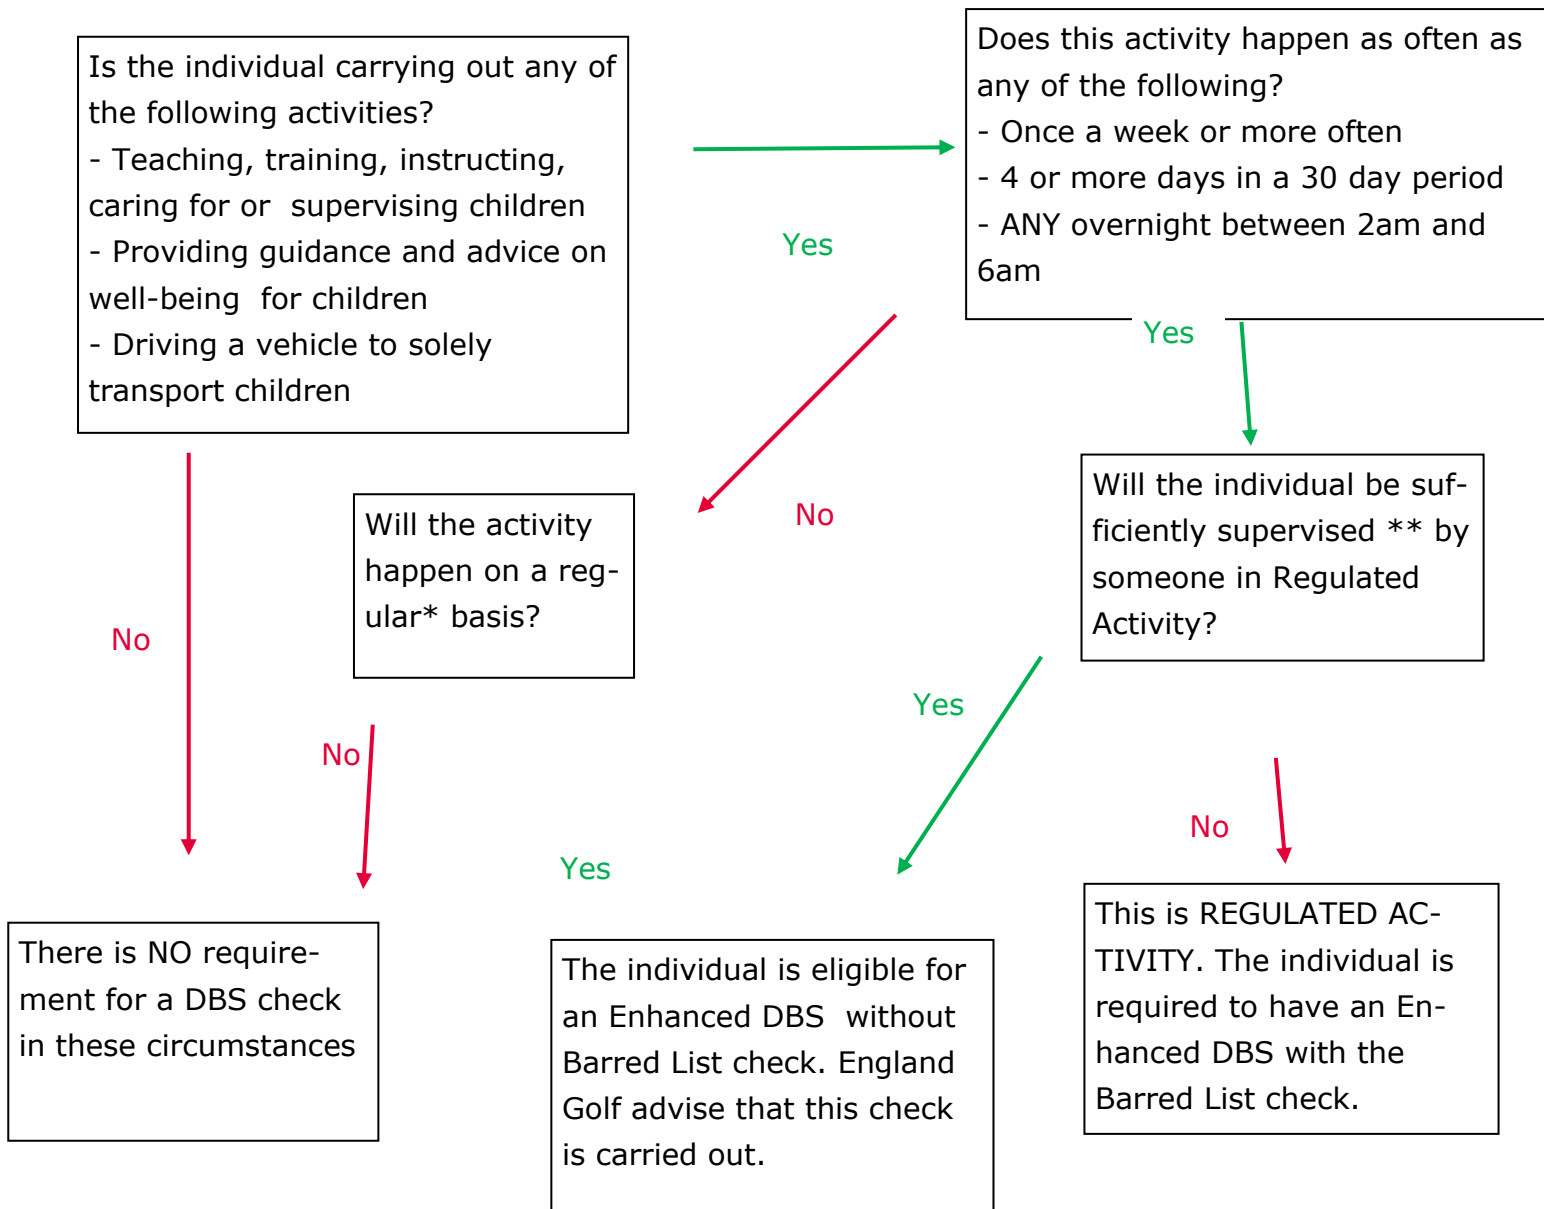 Is the individual carrying out any of
the following activities?
- Teaching, training, instructing,
caring for or  supervising children
- Providing guidance and advice on
well-being  for children
- Driving a vehicle to solely
transport children
Yes
Does this activity happen as often as
any of the following?
- Once a week or more often
- 4 or more days in a 30 day period
- ANY overnight between 2am and
6am
Yes
No
Will the activity
happen on a reg-
ular* basis?
Will the individual be suf-
ficiently supervised ** by
someone in Regulated
Activity?
No
No
Yes
Yes
No
There is NO require-
ment for a DBS check
in these circumstances
The individual is eligible for
an Enhanced DBS  without
Barred List check. England
Golf advise that this check
is carried out.
This is REGULATED AC-
TIVITY. The individual is
required to have an En-
hanced DBS with the
Barred List check.